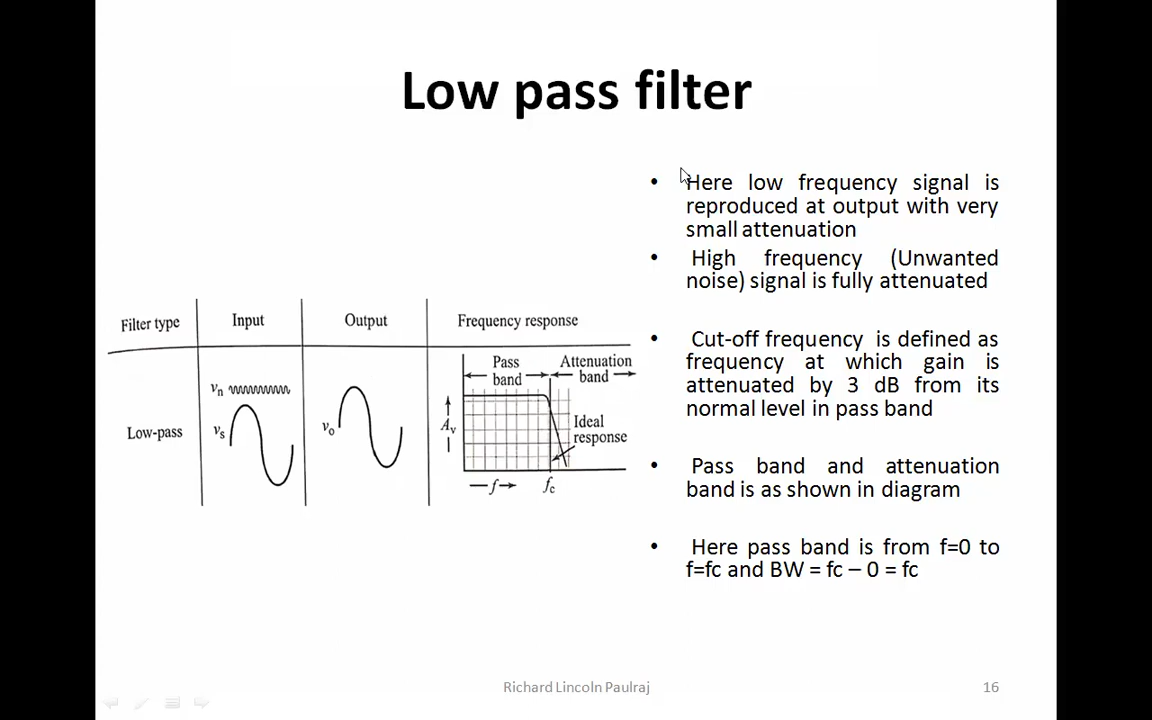 Low pass filter
• Here low frequency signal is
reproduced at output with very
small attenuation
• High frequency (Unwanted
noise) signal is fully attenuated
• Cut-off frequency is defined as
frequency at which gain is
attenuated by 3 dB from its
normal level in pass band
• Pass band and attenuation
band is as shown in diagram
• Here pass band is from f=0 to
f=fc and BW = fc – 0 = fc
Filter type Input Output Frequency response
Low-pass
vn
vs
vo
Pass
band
Attenuation
band
Av
Ideal
response
f
fc
Richard Lincoln Paulraj
16